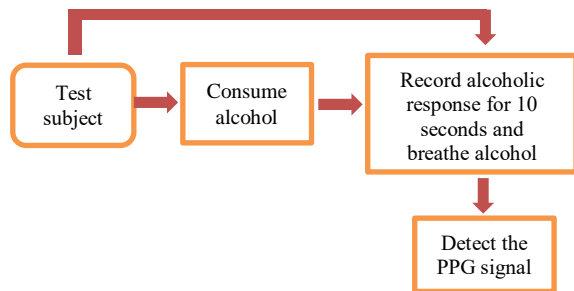 Test
subject
Consume
alcohol
Record alcoholic
response for 10
seconds and
breathe alcohol
Detect the
PPG signal